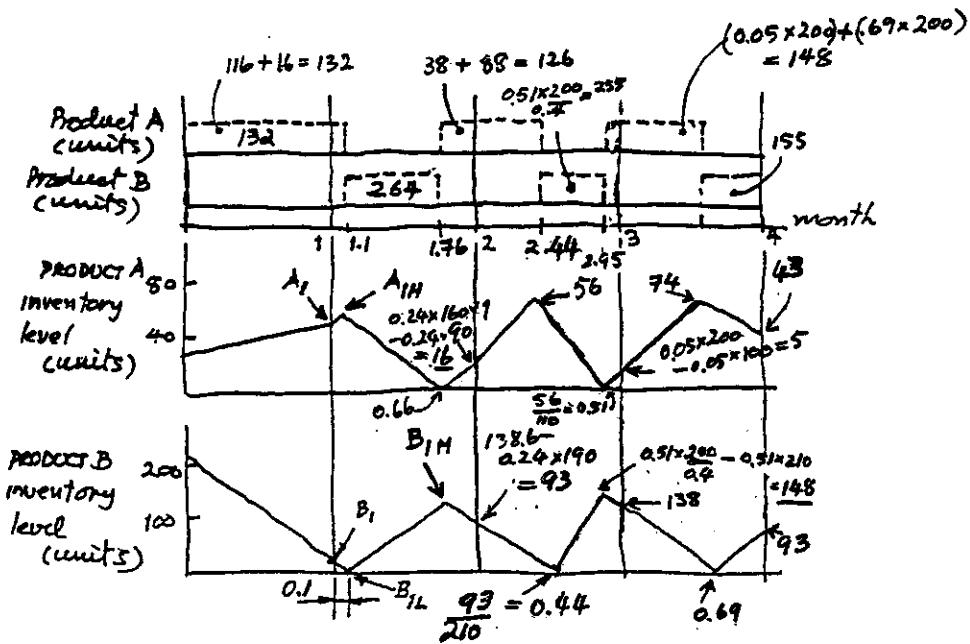 (0.05×200)+(.69×200)
= 148
116+16=132
38 + 88 = 126
0.51×200
0.4
=255
Product A
(units)
132
155
Product B
(units)
264
month
1
1.1
1.76
2
2.44
2.95
3
4
PRODUCT A
inventory
level
(units)
80
40
A1
A1H
0.24×160×1
-0.24×90
= 16
56
74
43
0.05×200
-0.05×100=5
0.66
56
110
=0.51
PRODUCT B
inventory
level
(units)
200
100
B1
B1H
138.6-
0.24×190
= 93
0.51×200
0.4
-0.51×210
=148
138
93
0.1
B1L
93
210
= 0.44
0.69